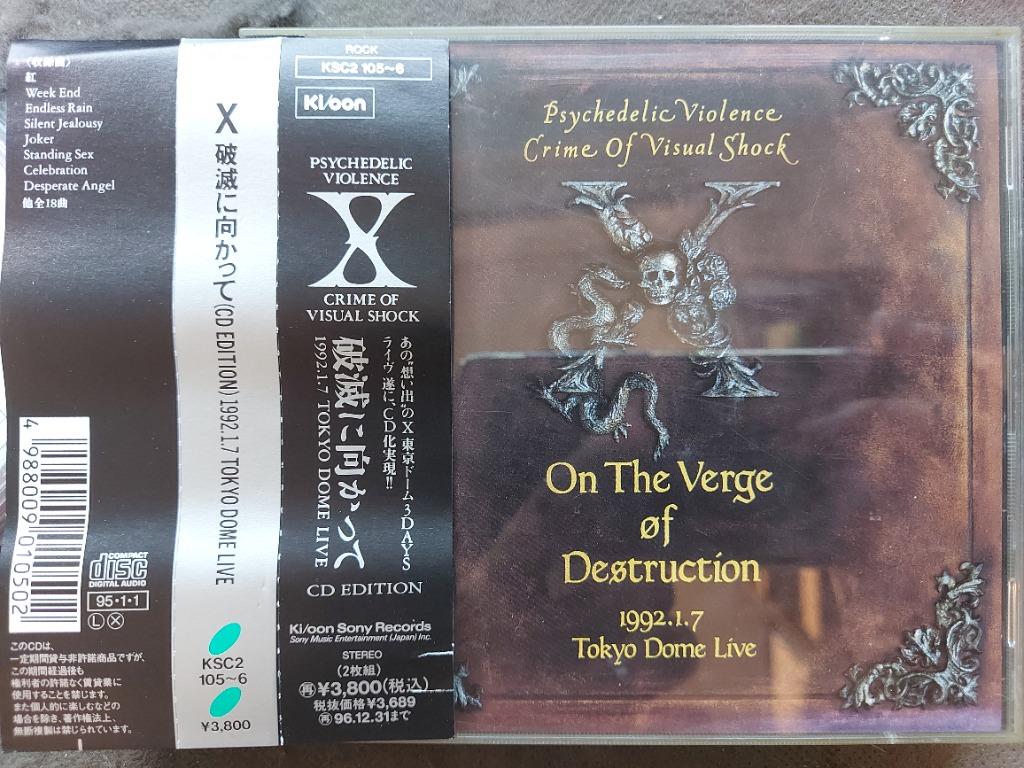 〈収録曲〉
紅
Week End
Endless Rain
Silent Jealousy
Joker
Standing Sex
Celebration
Desperate Angel
他全18曲
4 988009 010502
COMPACT
disc
DIGITAL AUDIO
95・1・1
Ⓛ Ⓧ
このCDは、
一定期間貸与非許諾商品ですが、
この期間経過後も
権利者の許諾なく賃貸業に
使用することを禁じます。
また個人的に楽しむなどの
場合を除き、著作権法上、
無断複製は禁じられています。
X 破滅に向かって(CD EDITION) 1992.1.7 TOKYO DOME LIVE
KSC2
105~6
¥3,800
ROCK
KSC2 105~6
Ki/oon
PSYCHEDELIC
VIOLENCE
X
CRIME OF
VISUAL SHOCK
あの"想い出"のX 東京ドーム3DAYS
ライヴ遂に、CD化実現!!
破滅に向かって
1992.1.7 TOKYO DOME LIVE
CD EDITION
Ki/oon Sony Records
Sony Music Entertainment (Japan) Inc.
STEREO
(2枚組)
再¥3,800(税込)
税抜価格¥3,689
再96.12.31まで
Psychedelic Violence
Crime Of Visual Shock
X
On The Verge
øf
Destruction
1992.1.7
Tokyo Dome Live